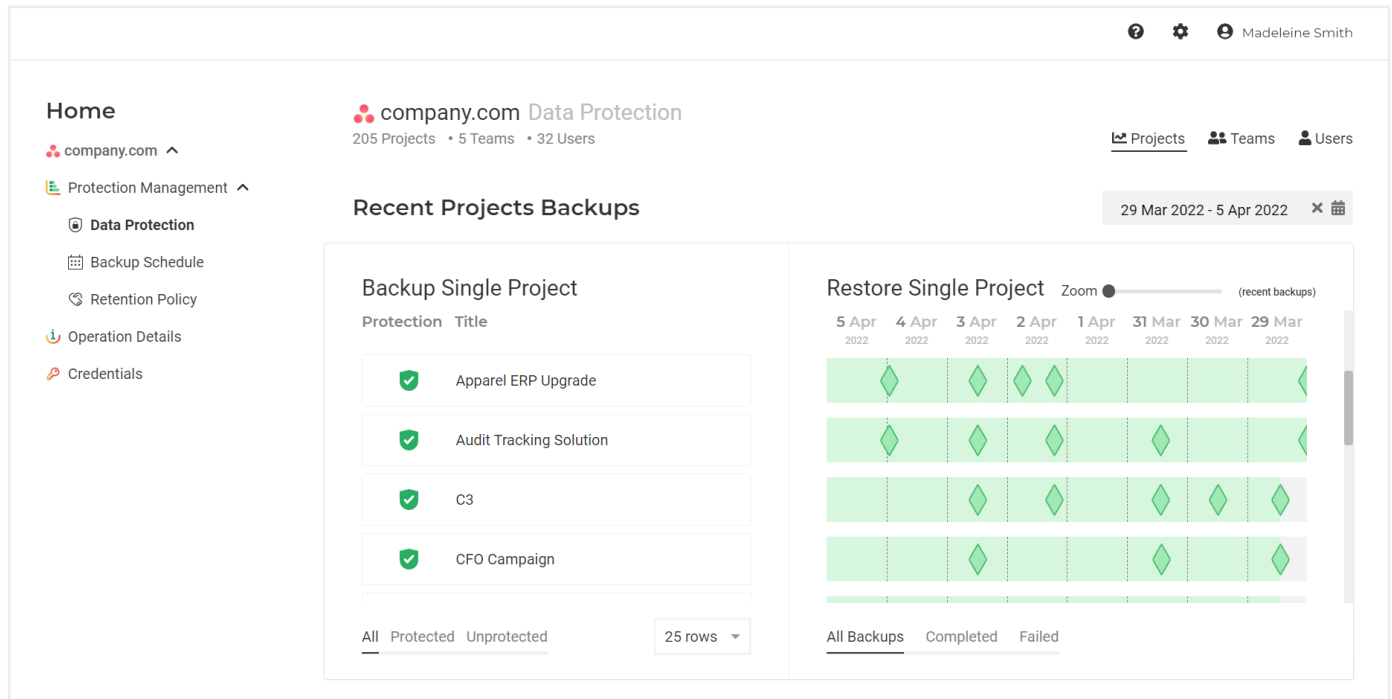 Madeleine Smith
Home
company.com
Protection Management
Data Protection
Backup Schedule
Retention Policy
Operation Details
Credentials
company.com Data Protection
205 Projects • 5 Teams • 32 Users
Projects Teams Users
Recent Projects Backups
29 Mar 2022 - 5 Apr 2022
Backup Single Project
Protection Title
Apparel ERP Upgrade
Audit Tracking Solution
C3
CFO Campaign
All Protected Unprotected
25 rows
Restore Single Project Zoom (recent backups)
5 Apr 4 Apr 3 Apr 2 Apr 1 Apr 31 Mar 30 Mar 29 Mar
2022 2022 2022 2022 2022 2022 2022 2022
All Backups Completed Failed